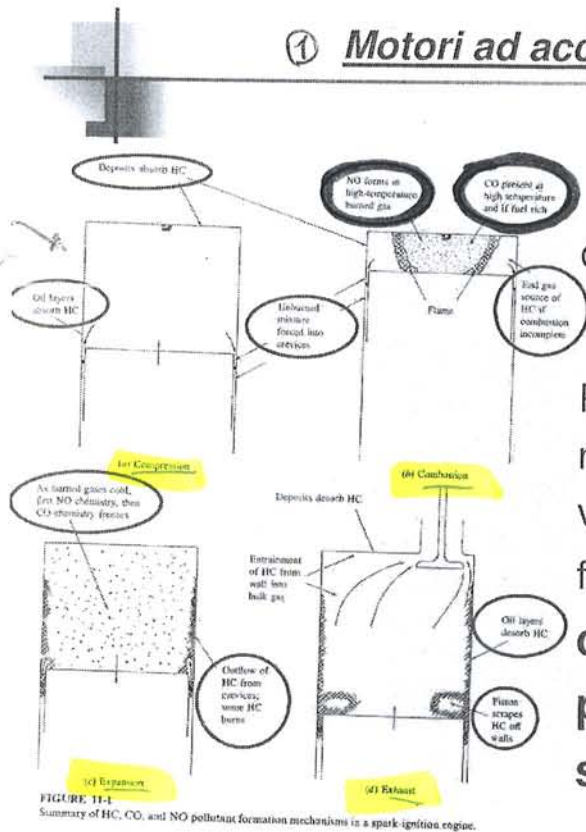 ① Motori ad acc
Deposits absorb HC
Oil layers
absorb HC
Unburned
mixture
forced into
crevices
(a) Compression
NO forms in
high-temperature
burned gas
CO present at
high temperature
and if fuel rich
Flame
End gas
source of
HC if
combustion
incomplete
(b) Combustion
As burned gases cool,
first NO chemistry, then
CO chemistry freezes
Outflow of
HC from
crevices;
some HC
burns
(c) Expansion
Deposits desorb HC
Entrainment
of HC from
wall into
bulk gas
Oil layers
desorb HC
Piston
scrapes
HC off
walls
(d) Exhaust
FIGURE 11-1
Summary of HC, CO, and NO pollutant formation mechanisms in a spark-ignition engine.